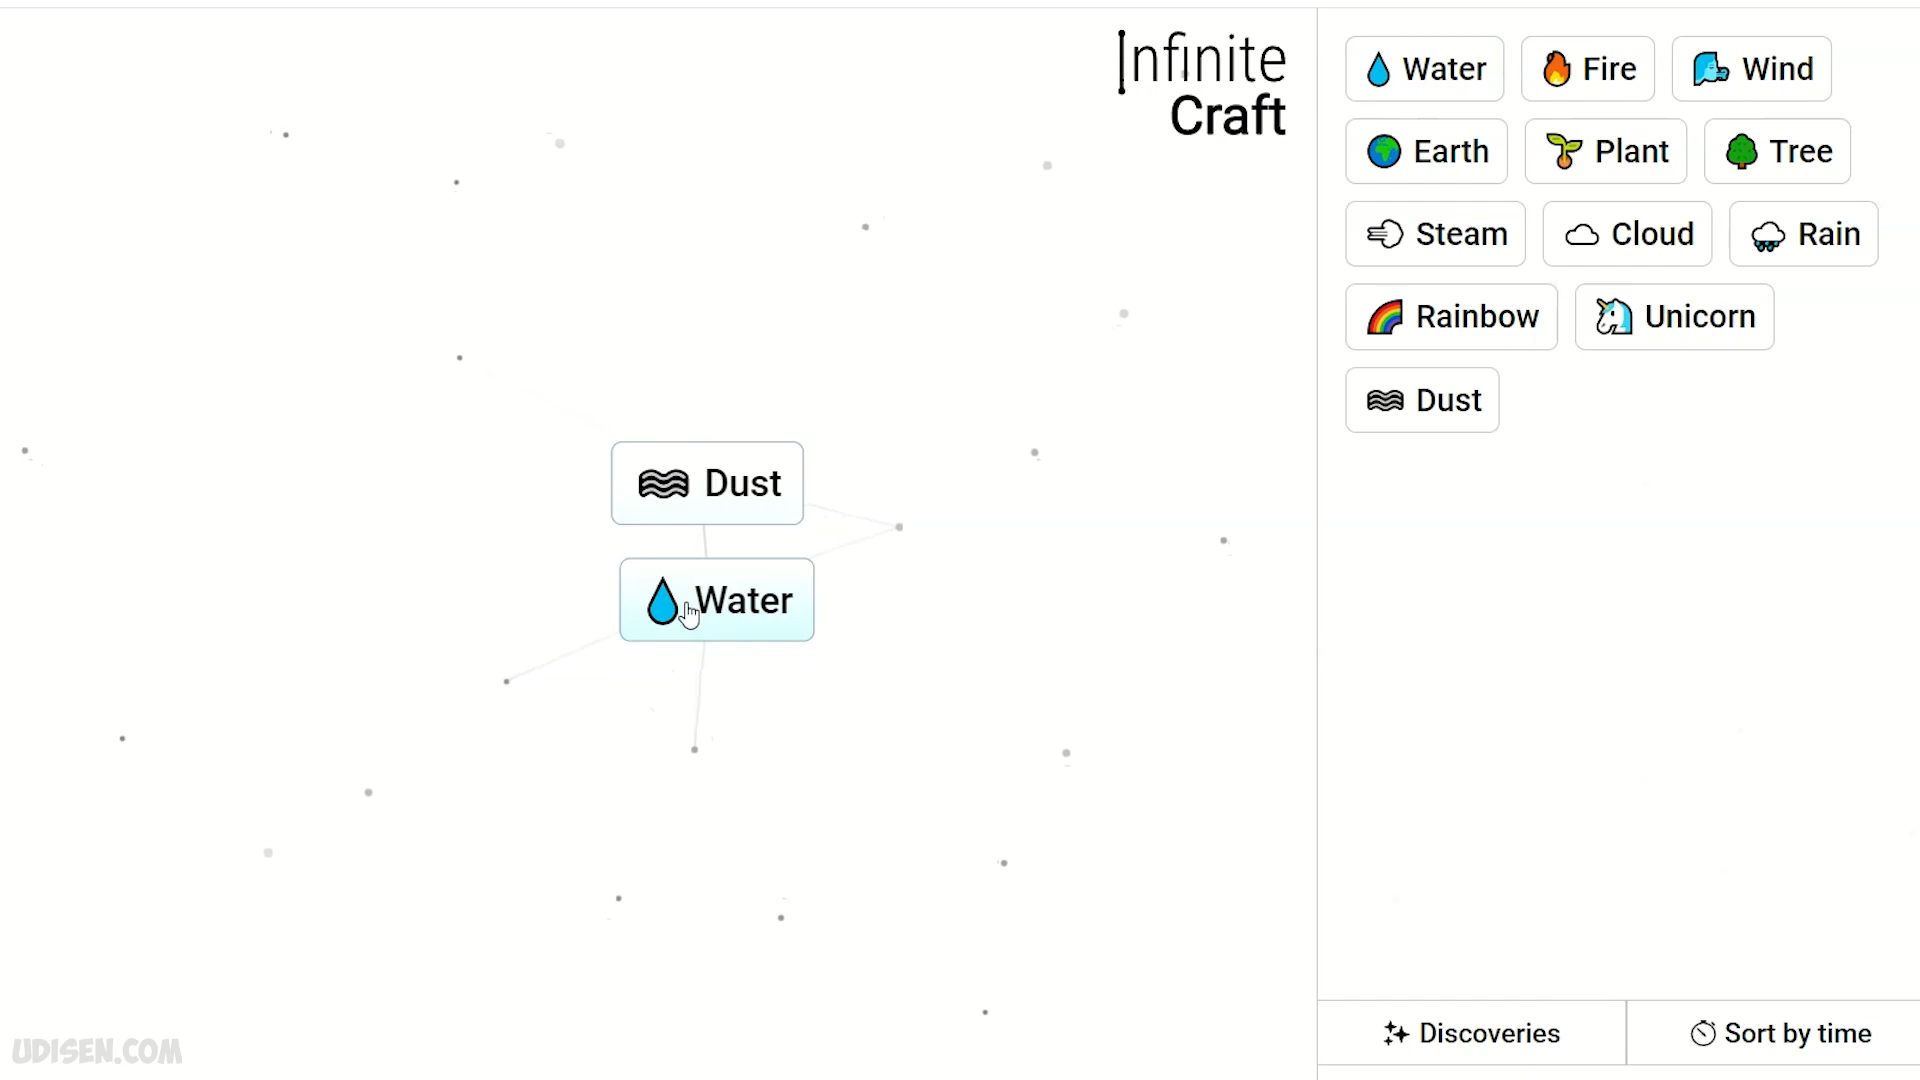 Infinite
Craft
Water Fire Wind
Earth Plant Tree
Steam Cloud Rain
Rainbow Unicorn
Dust
Dust
Water
Discoveries Sort by time
UDISEN.COM